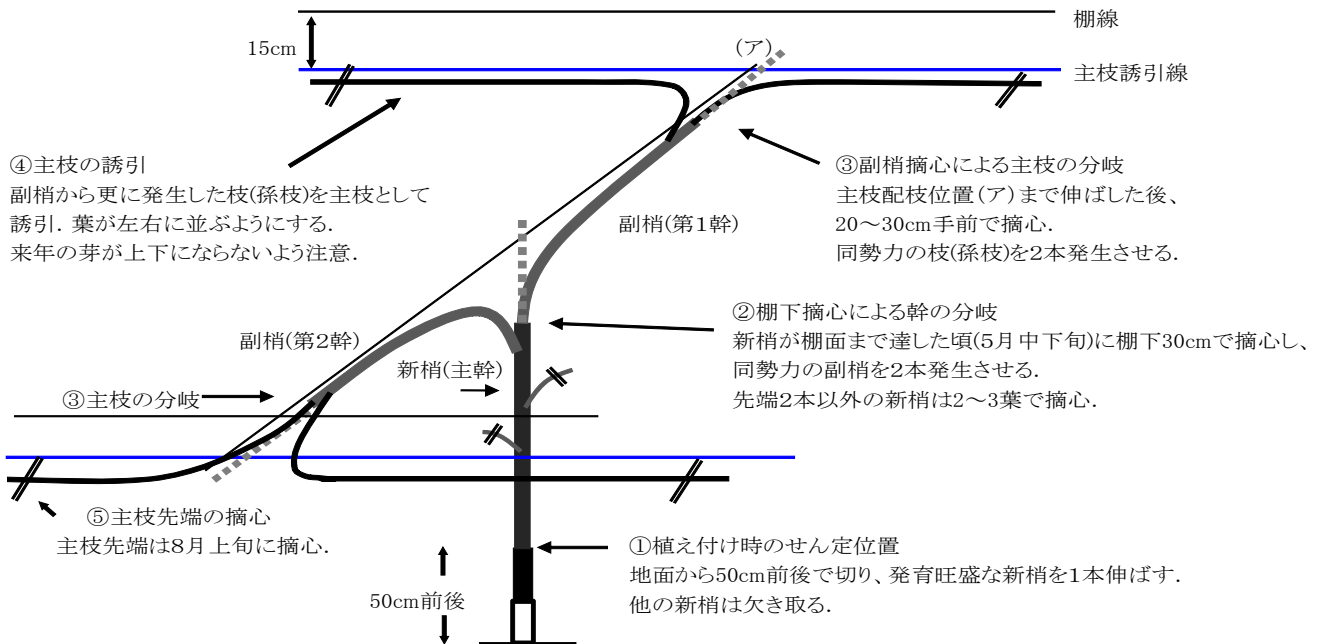 棚線
15cm
(ア)
主枝誘引線
④主枝の誘引
副梢から更に発生した枝(孫枝)を主枝として
誘引．葉が左右に並ぶようにする．
来年の芽が上下にならないよう注意．
③副梢摘心による主枝の分岐
主枝配枝位置(ア)まで伸ばした後、
20～30cm手前で摘心．
同勢力の枝(孫枝)を2本発生させる．
副梢(第1幹)
②棚下摘心による幹の分岐
新梢が棚面まで達した頃(5月中下旬)に棚下30cmで摘心し、
同勢力の副梢を2本発生させる．
先端2本以外の新梢は2～3葉で摘心．
副梢(第2幹)
新梢(主幹)
③主枝の分岐
⑤主枝先端の摘心
主枝先端は8月上旬に摘心．
①植え付け時のせん定位置
地面から50cm前後で切り、発育旺盛な新梢を1本伸ばす．
他の新梢は欠き取る．
50cm前後